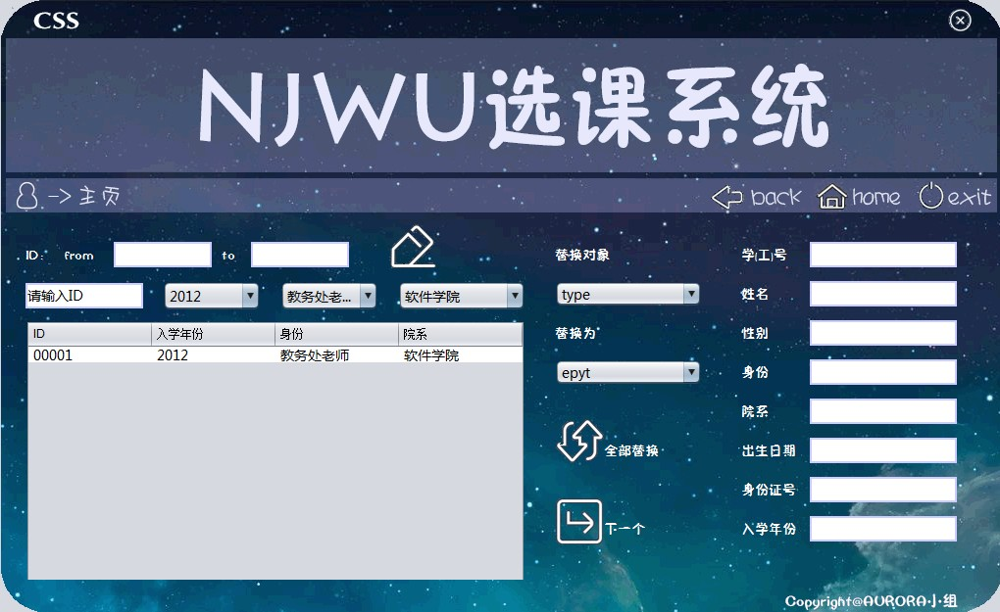 CSS
NJWU选课系统
-> 主页
back home exit
ID: from to
请输入ID 2012 教务处老... 软件学院
ID 入学年份 身份 院系
00001 2012 教务处老师 软件学院
替换对象
type
替换为
epyt
全部替换
下一个
学(工)号
姓名
性别
身份
院系
出生日期
身份证号
入学年份
Copyright@AURORA小组